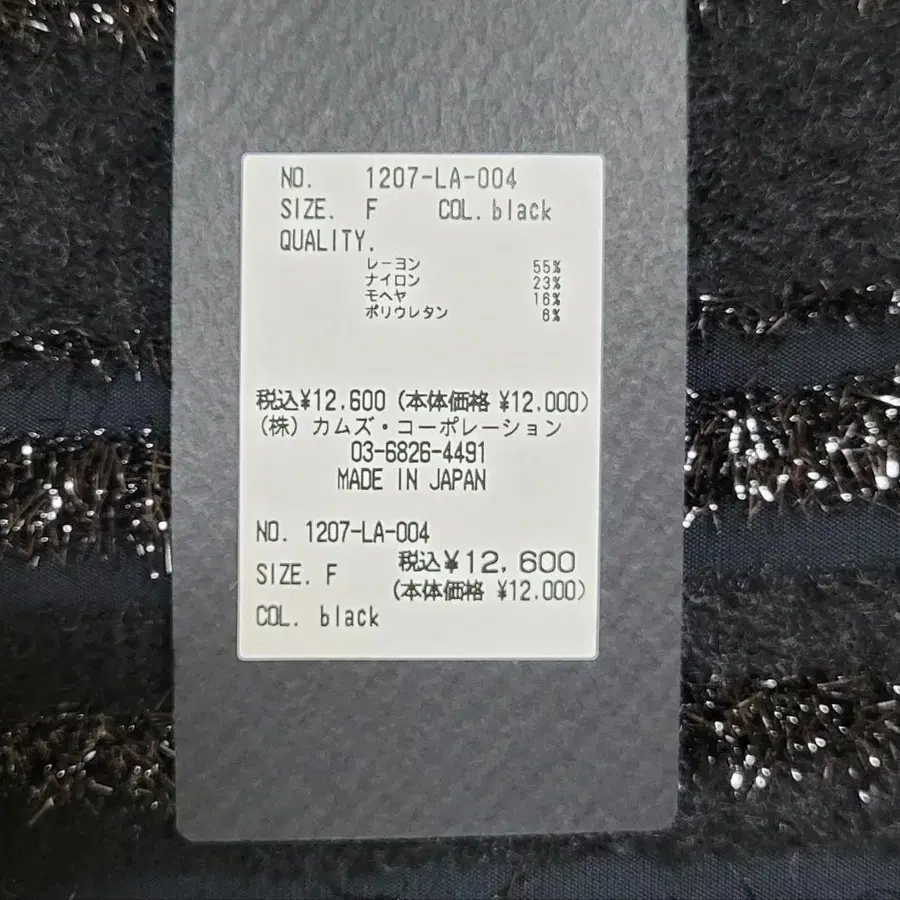 NO. 1207-LA-004
SIZE. F COL. black
QUALITY.
レーヨン 55%
ナイロン 23%
モヘヤ 16%
ポリウレタン 6%
税込¥12,600 (本体価格 ¥12,000)
(株) カムズ・コーポレーション
03-6826-4491
MADE IN JAPAN
NO. 1207-LA-004
税込¥12,600
SIZE. F
(本体価格 ¥12,000)
COL. black